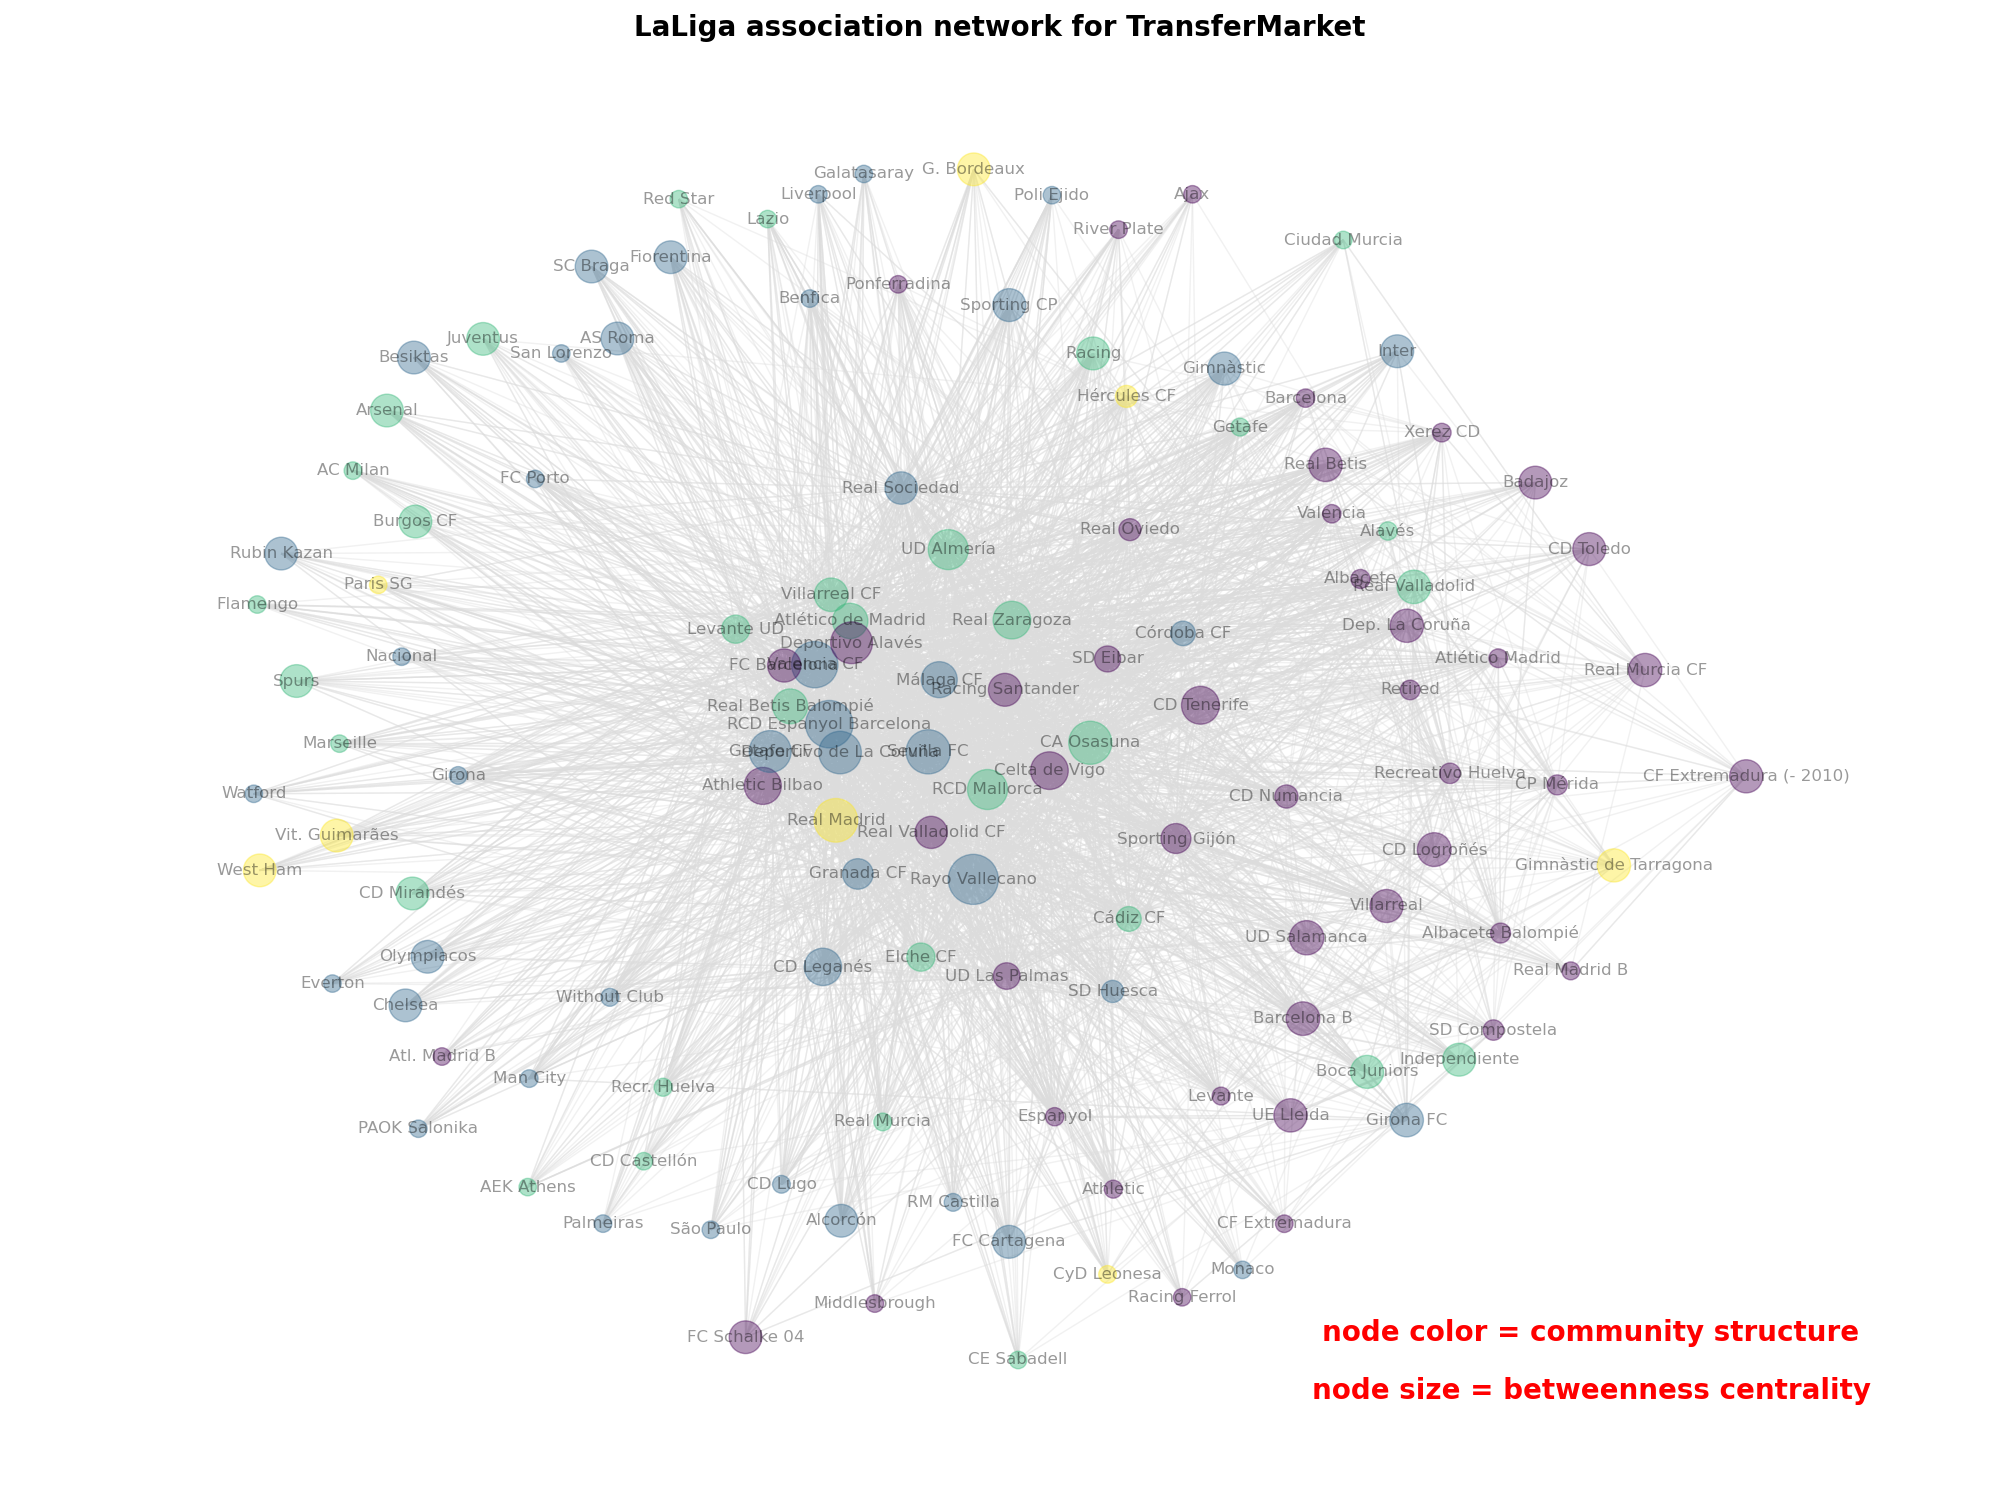 LaLiga association network for TransferMarket
G. Bordeaux
Galatasaray
Liverpool
Poli Ejido
Ajax
Red Star
Lazio
River Plate
Ciudad Murcia
Fiorentina
SC Braga
Ponferradina
Benfica
Sporting CP
Juventus
AS Roma
San Lorenzo
Besiktas
Racing
Inter
Gimnàstic
Hércules CF
Barcelona
Arsenal
Getafe
Xerez CD
Real Betis
AC Milan
FC Porto
Real Sociedad
Badajoz
Valencia
Burgos CF
Real Oviedo
Alavés
Rubin Kazan
UD Almería
CD Toledo
Paris SG
Albacete
Real Valladolid
Villarreal CF
Flamengo
Atlético de Madrid
Real Zaragoza
Levante UD
Córdoba CF
Dep. La Coruña
Deportivo Alavés
Nacional
SD Eibar
Atlético Madrid
FC Barcelona
Valencia CF
Real Murcia CF
Spurs
Málaga CF
Racing Santander
Retired
Real Betis Balompié
CD Tenerife
RCD Espanyol Barcelona
Marseille
CA Osasuna
Getafe CF
Deportivo de La Coruña
Sevilla FC
Celta de Vigo
Girona
Recreativo Huelva
CP Mérida
CF Extremadura (- 2010)
Athletic Bilbao
RCD Mallorca
Watford
CD Numancia
Real Madrid
Vit. Guimarães
Real Valladolid CF
Sporting Gijón
CD Logroñés
Gimnàstic de Tarragona
West Ham
Granada CF
Rayo Vallecano
CD Mirandés
Villarreal
Cádiz CF
UD Salamanca
Albacete Balompié
Olympiacos
Elche CF
CD Leganés
Real Madrid B
UD Las Palmas
Everton
SD Huesca
Without Club
Chelsea
Barcelona B
SD Compostela
Atl. Madrid B
Independiente
Boca Juniors
Man City
Recr. Huelva
Levante
Real Murcia
Espanyol
UE Lleida
Girona FC
PAOK Salonika
CD Castellón
AEK Athens
CD Lugo
Athletic
RM Castilla
Palmeiras
São Paulo
Alcorcón
CF Extremadura
FC Cartagena
Monaco
CyD Leonesa
Racing Ferrol
Middlesbrough
FC Schalke 04
CE Sabadell
node color = community structure
node size = betweenness centrality